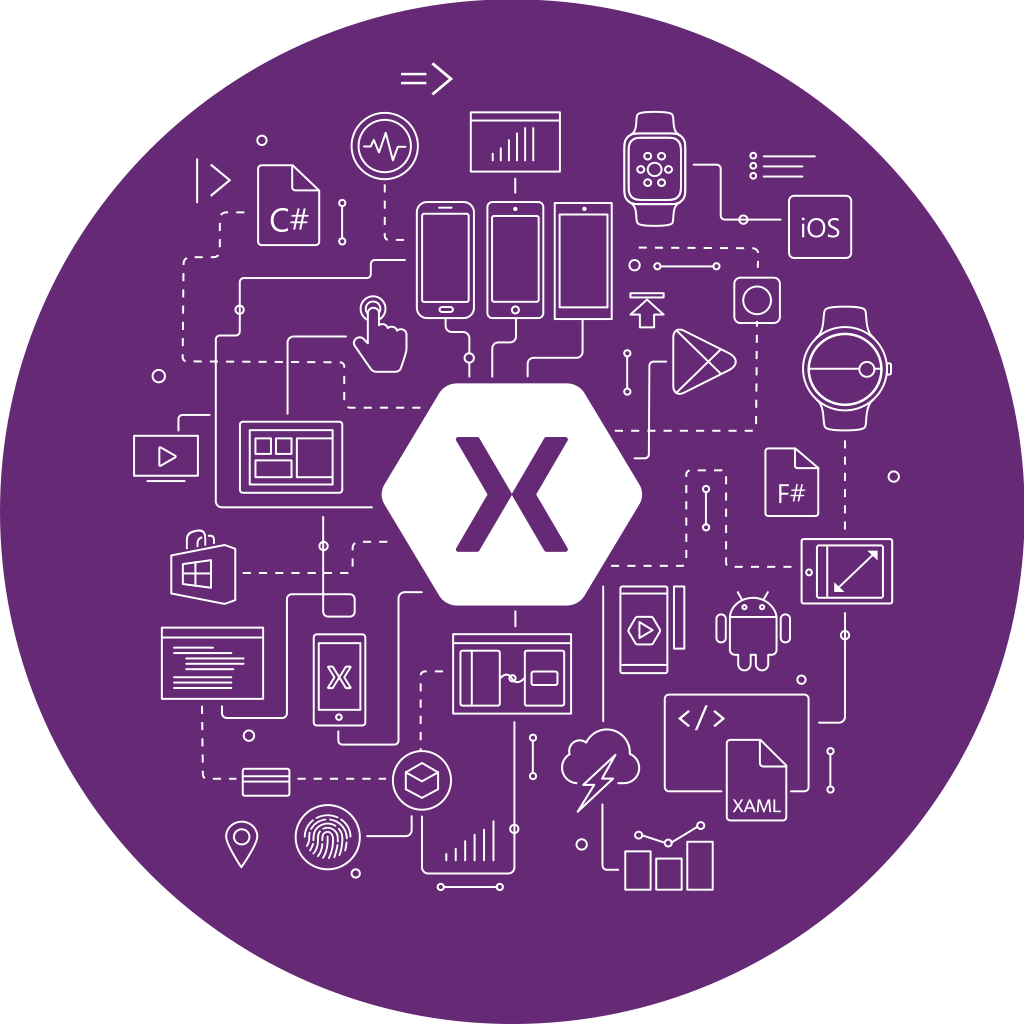 =>
|>
C#
iOS
X
F#
X
</>
XAML